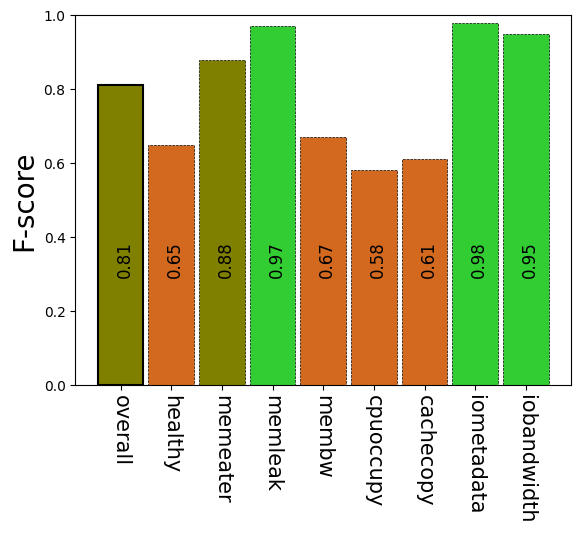 F-score
1.0
0.8
0.6
0.4
0.2
0.0
0.81
0.65
0.88
0.97
0.67
0.58
0.61
0.98
0.95
overall
healthy
memeater
memleak
membw
cpuoccupy
cachecopy
iometadata
iobandwidth